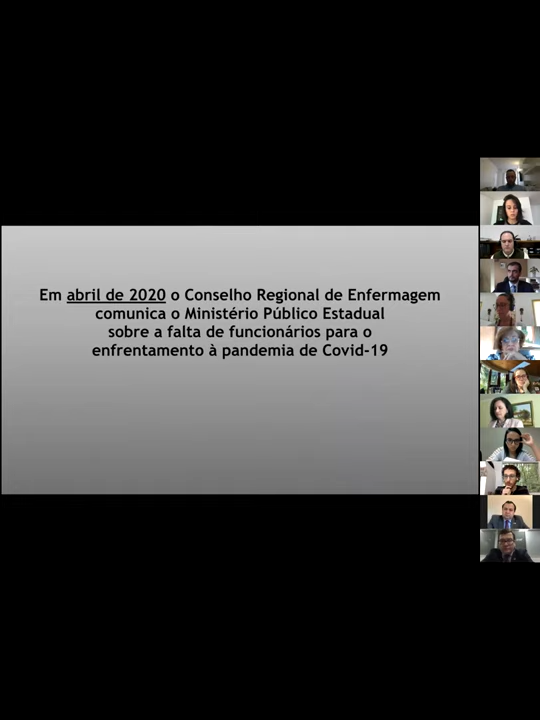 Em abril de 2020 o Conselho Regional de Enfermagem
comunica o Ministério Público Estadual
sobre a falta de funcionários para o
enfrentamento à pandemia de Covid-19